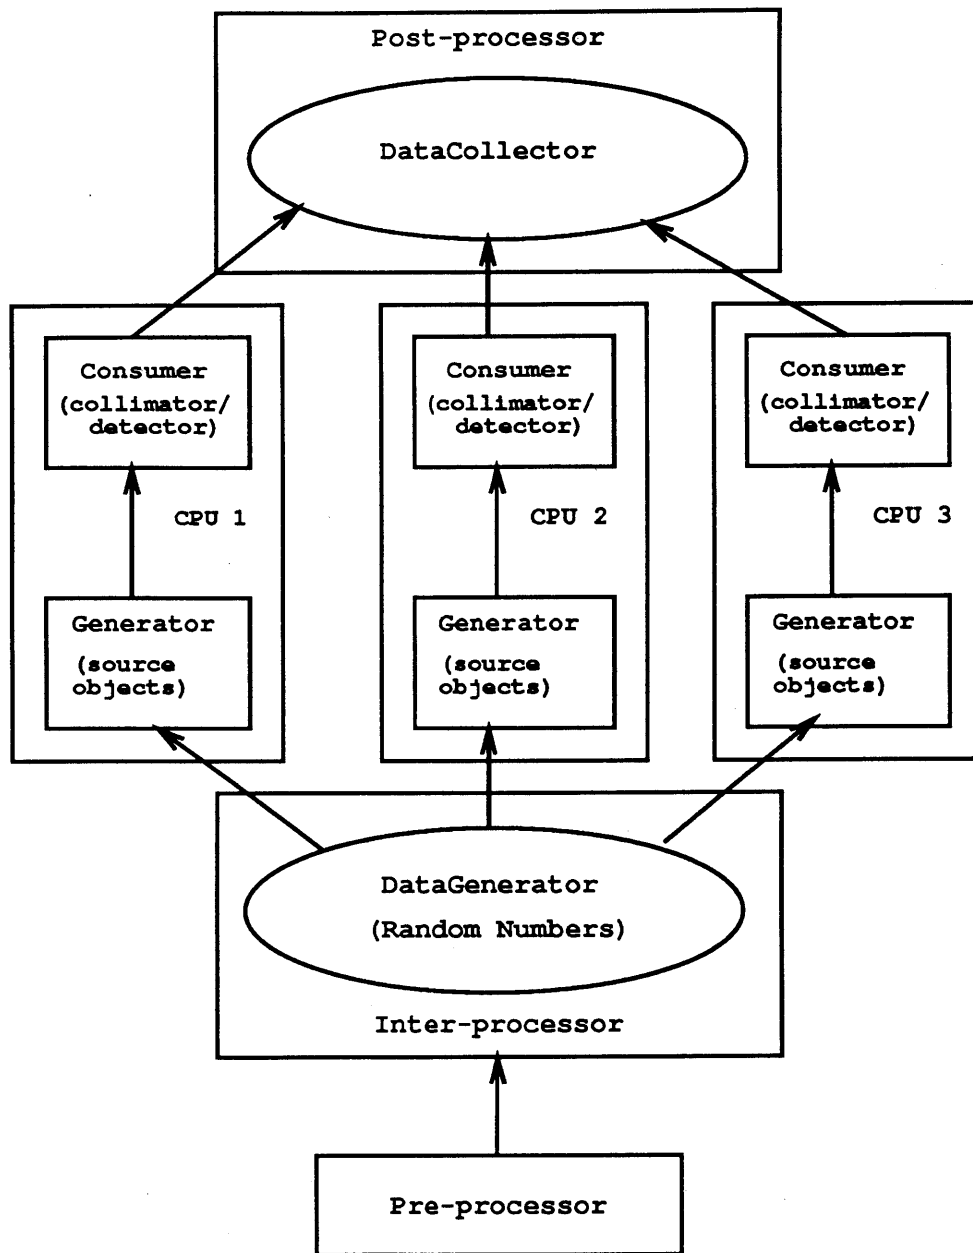 Post-processor
DataCollector
Consumer
(collimator/
detector)
CPU 1
Generator
(source
objects)
Consumer
(collimator/
detector)
CPU 2
Generator
(source
objects)
Consumer
(collimator/
detector)
CPU 3
Generator
(source
objects)
DataGenerator
(Random Numbers)
Inter-processor
Pre-processor